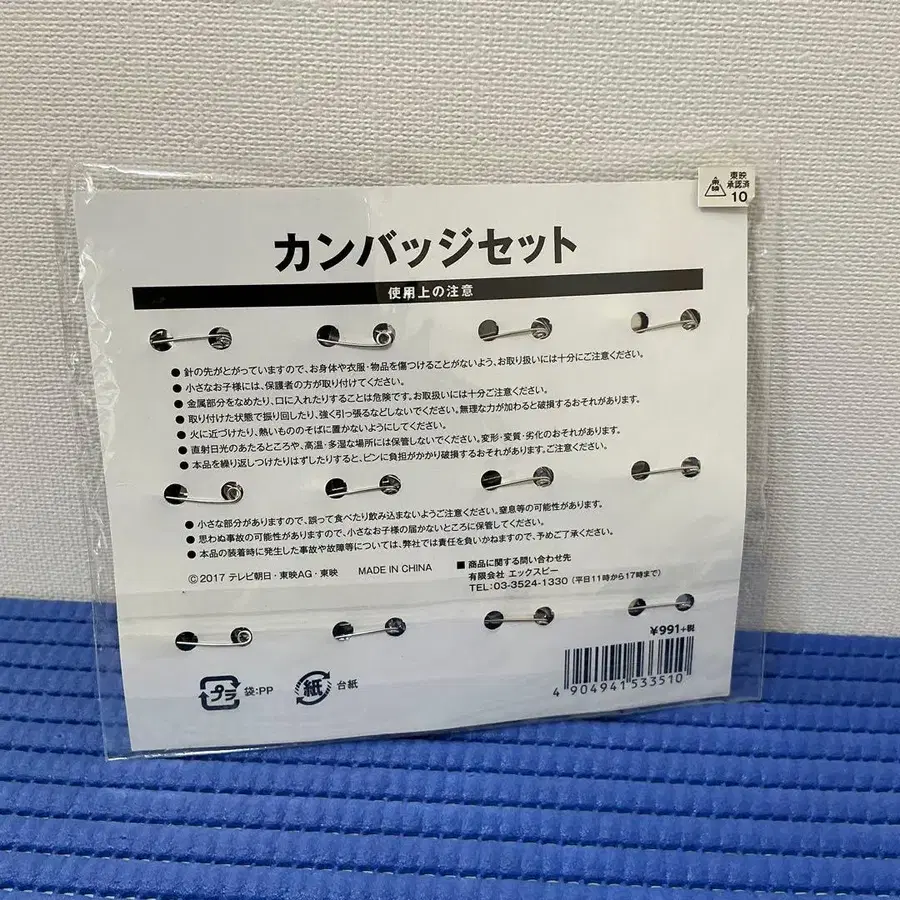 東映
承認済
10
カンバッジセット
使用上の注意
● 針の先がとがっていますので、お身体や衣服・物品を傷つけることがないよう、お取り扱いには十分にご注意ください。
● 小さなお子様には、保護者の方が取り付けてください。
● 金属部分をなめたり、口に入れたりすることは危険です。お取扱いには十分ご注意ください。
● 取り付けた状態で振り回したり、強く引っ張るなどしないでください。無理な力が加わると破損するおそれがあります。
● 火に近づけたり、熱いもののそばに置かないようにしてください。
● 直射日光のあたるところや、高温・多湿な場所には保管しないでください。変形・変質・劣化のおそれがあります。
● 本品を繰り返しつけたりはずしたりすると、ピンに負担がかかり破損するおそれがあります。ご注意ください。
● 小さな部分がありますので、誤って食べたり飲み込まないようご注意ください。窒息等の可能性があります。
● 思わぬ事故の可能性がありますので、小さなお子様の届かないところに保管してください。
● 本品の装着時に発生した事故や故障等については、弊社では責任を負いかねますので、予めご了承ください。
©2017 テレビ朝日・東映AG・東映 MADE IN CHINA
■ 商品に関する問い合わせ先
有限会社 エックスピー
TEL:03-3524-1330 (平日11時から17時まで)
¥991+税
プラ 袋:PP 紙 台紙
4 904941 533510